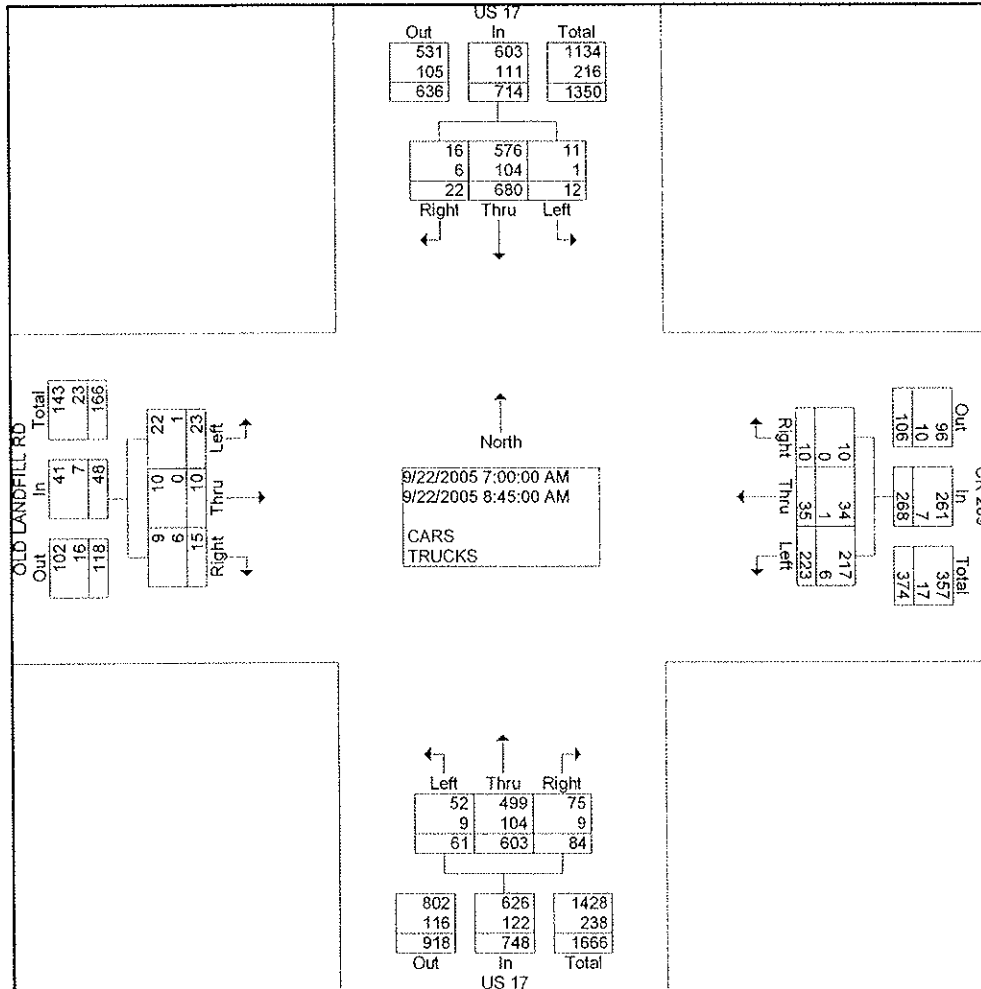 US 17
Out In Total
531 603 1134
105 111 216
636 714 1350
16 576 11
6 104 1
22 680 12
Right Thru Left
OLD LANDFILL RD
Total
166
23
143
In
48
7
41
Out
118
16
102
Left
23
1
22
Thru
10
0
10
Right
15
6
9
North
9/22/2005 7:00:00 AM
9/22/2005 8:45:00 AM
CARS
TRUCKS
Right
10
0
10
Thru
34
1
35
Left
217
6
223
Out
96
10
106
In
261
7
268
Total
357
17
374
Left Thru Right
52 499 75
9 104 9
61 603 84
802 626 1428
116 122 238
918 748 1666
Out In Total
US 17